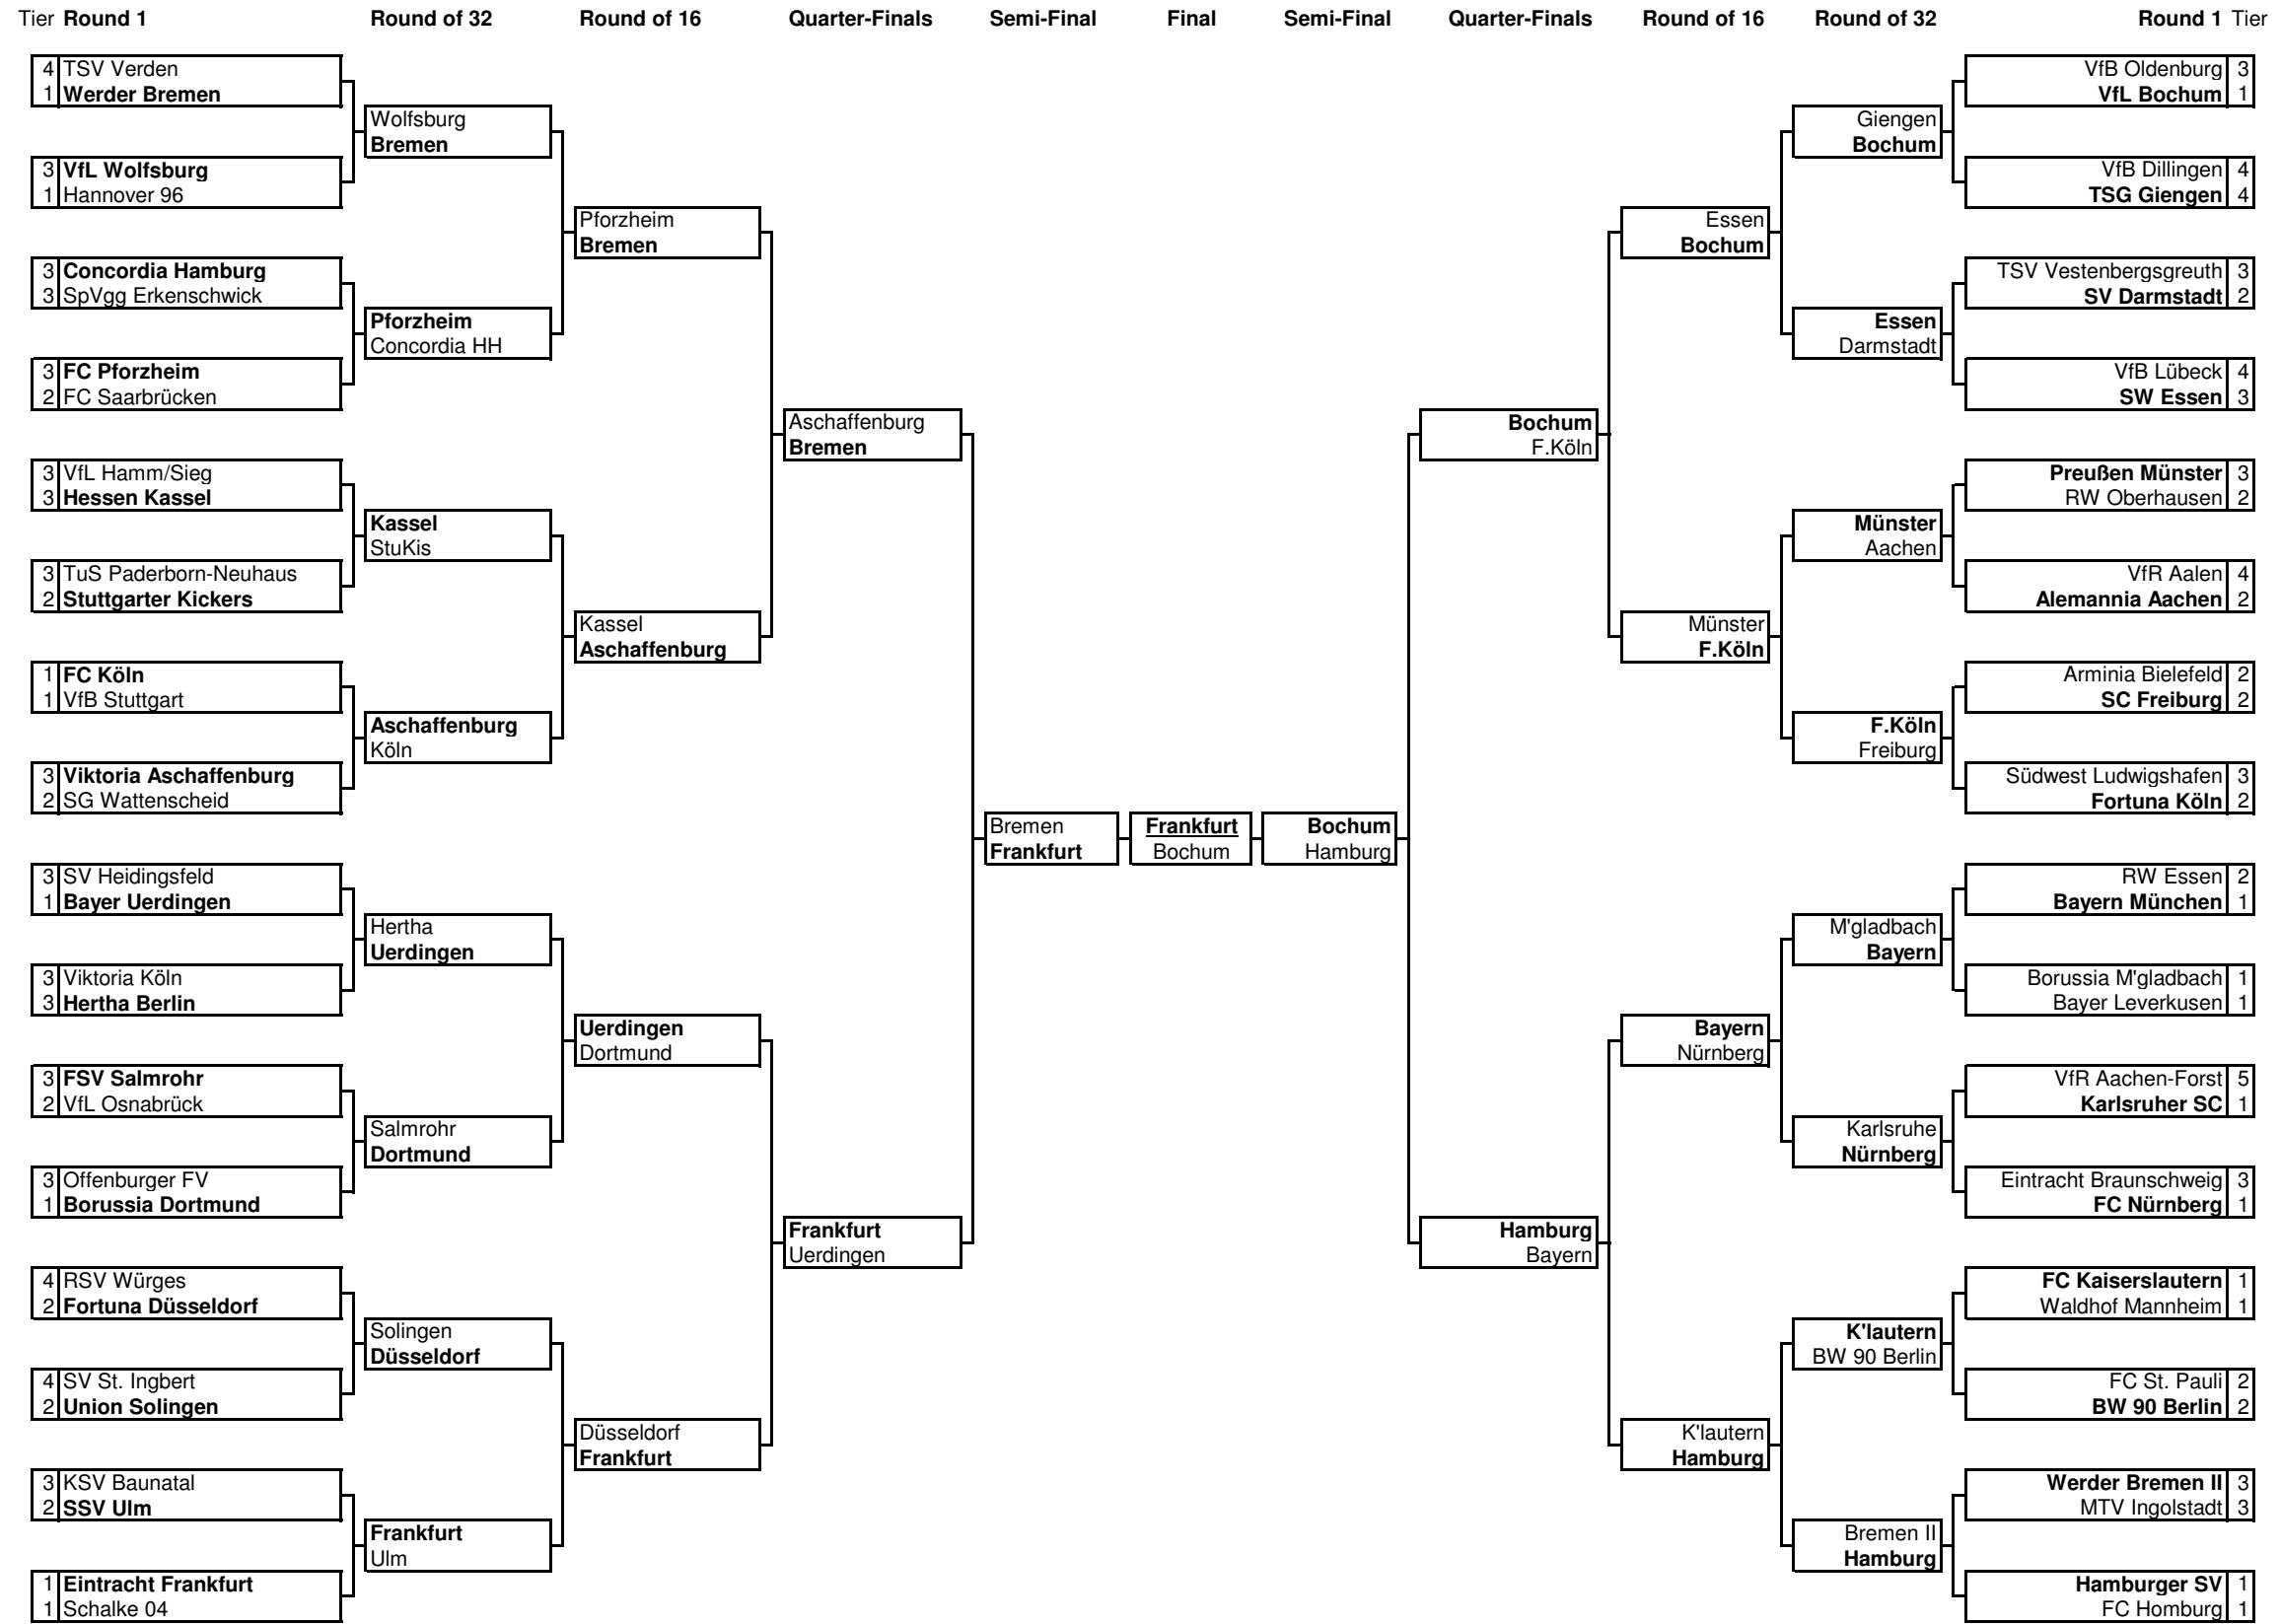 Tier Round 1 Round of 32 Round of 16 Quarter-Finals Semi-Final Final Semi-Final Quarter-Finals Round of 16 Round of 32 Round 1 Tier
4 TSV Verden
1 Werder Bremen
3 VfL Wolfsburg
1 Hannover 96
3 Concordia Hamburg
3 SpVgg Erkenschwick
3 FC Pforzheim
2 FC Saarbrücken
3 VfL Hamm/Sieg
3 Hessen Kassel
3 TuS Paderborn-Neuhaus
2 Stuttgarter Kickers
1 FC Köln
1 VfB Stuttgart
3 Viktoria Aschaffenburg
2 SG Wattenscheid
3 SV Heidingsfeld
1 Bayer Uerdingen
3 Viktoria Köln
3 Hertha Berlin
3 FSV Salmrohr
2 VfL Osnabrück
3 Offenburger FV
1 Borussia Dortmund
4 RSV Würges
2 Fortuna Düsseldorf
4 SV St. Ingbert
2 Union Solingen
3 KSV Baunatal
2 SSV Ulm
1 Eintracht Frankfurt
1 Schalke 04
Wolfsburg
Bremen
Pforzheim
Concordia HH
Kassel
StuKis
Aschaffenburg
Köln
Hertha
Uerdingen
Salmrohr
Dortmund
Solingen
Düsseldorf
Frankfurt
Ulm
Pforzheim
Bremen
Kassel
Aschaffenburg
Uerdingen
Dortmund
Düsseldorf
Frankfurt
Aschaffenburg
Bremen
Frankfurt
Uerdingen
Bremen
Frankfurt
Frankfurt
Bochum
Bochum
Hamburg
Bochum
F.Köln
Hamburg
Bayern
Essen
Bochum
Münster
F.Köln
Bayern
Nürnberg
K'lautern
Hamburg
Giengen
Bochum
Essen
Darmstadt
Münster
Aachen
F.Köln
Freiburg
M'gladbach
Bayern
Karlsruhe
Nürnberg
K'lautern
BW 90 Berlin
Bremen II
Hamburg
VfB Oldenburg 3
VfL Bochum 1
VfB Dillingen 4
TSG Giengen 4
TSV Vestenbergsgreuth 3
SV Darmstadt 2
VfB Lübeck 4
SW Essen 3
Preußen Münster 3
RW Oberhausen 2
VfR Aalen 4
Alemannia Aachen 2
Arminia Bielefeld 2
SC Freiburg 2
Südwest Ludwigshafen 3
Fortuna Köln 2
RW Essen 2
Bayern München 1
Borussia M'gladbach 1
Bayer Leverkusen 1
VfR Aachen-Forst 5
Karlsruher SC 1
Eintracht Braunschweig 3
FC Nürnberg 1
FC Kaiserslautern 1
Waldhof Mannheim 1
FC St. Pauli 2
BW 90 Berlin 2
Werder Bremen II 3
MTV Ingolstadt 3
Hamburger SV 1
FC Homburg 1